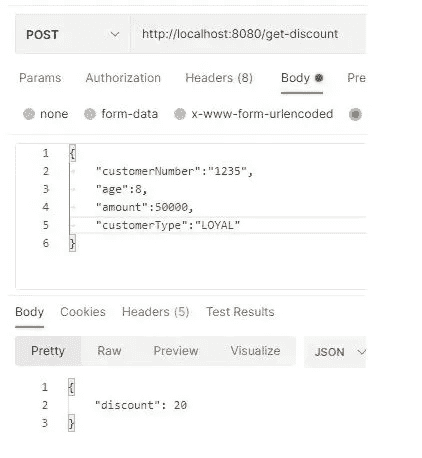 POST http://localhost:8080/get-discount
Params Authorization Headers (8) Body Pre
none form-data x-www-form-urlencoded
1 {
2 "customerNumber":"1235",
3 "age":8,
4 "amount":50000,
5 "customerType":"LOYAL"
6 }
Body Cookies Headers (5) Test Results
Pretty Raw Preview Visualize JSON
1 {
2 "discount": 20
3 }